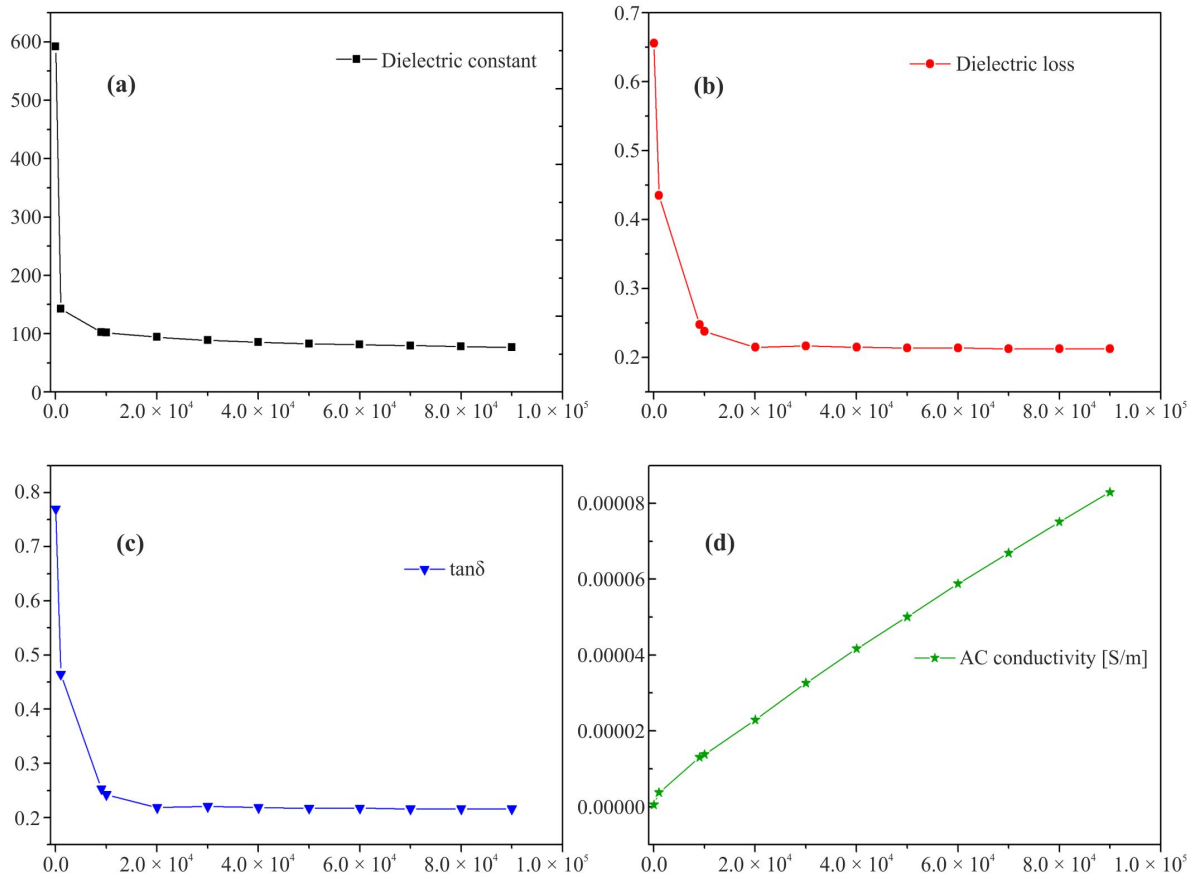 600
500
400
300
200
100
0
Dielectric constant
(a)
0.0
2.0 × 10⁴
4.0 × 10⁴
6.0 × 10⁴
8.0 × 10⁴
1.0 × 10⁵
0.7
0.6
0.5
0.4
0.3
0.2
Dielectric loss
(b)
0.0
2.0 × 10⁴
4.0 × 10⁴
6.0 × 10⁴
8.0 × 10⁴
1.0 × 10⁵
0.8
0.7
0.6
0.5
0.4
0.3
0.2
(c)
tanδ
0.0
2.0 × 10⁴
4.0 × 10⁴
6.0 × 10⁴
8.0 × 10⁴
1.0 × 10⁵
0.00008
0.00006
0.00004
0.00002
0.00000
(d)
AC conductivity [S/m]
0.0
2.0 × 10⁴
4.0 × 10⁴
6.0 × 10⁴
8.0 × 10⁴
1.0 × 10⁵